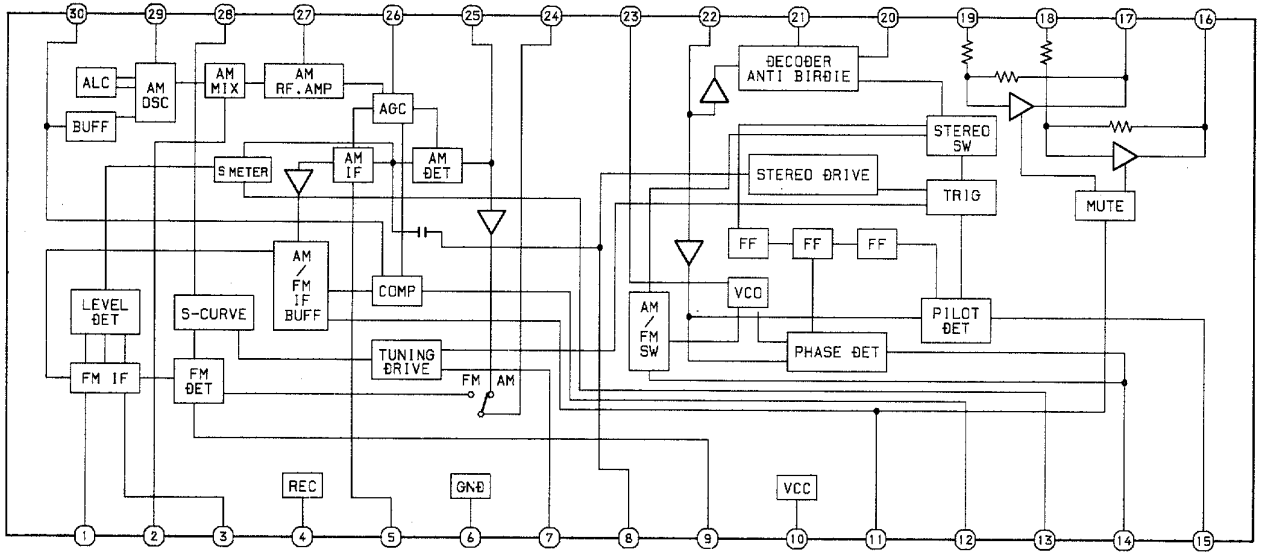 30 29 28 27 26 25 24 23 22 21 20 19 18 17 16
ALC
AM
OSC
AM
MIX
AM
RF.AMP
AGC
BUFF
DECODER
ANTI BIRDIE
STEREO
SW
S METER
AM
IF
AM
DET
STEREO DRIVE
TRIG
MUTE
AM
/
FM
IF
BUFF
FF
FF
FF
COMP
LEVEL
DET
S-CURVE
AM
/
FM
SW
VCO
PILOT
DET
PHASE DET
TUNING
DRIVE
FM IF
FM
DET
FM AM
REC
GND
VCC
1 2 3 4 5 6 7 8 9 10 11 12 13 14 15